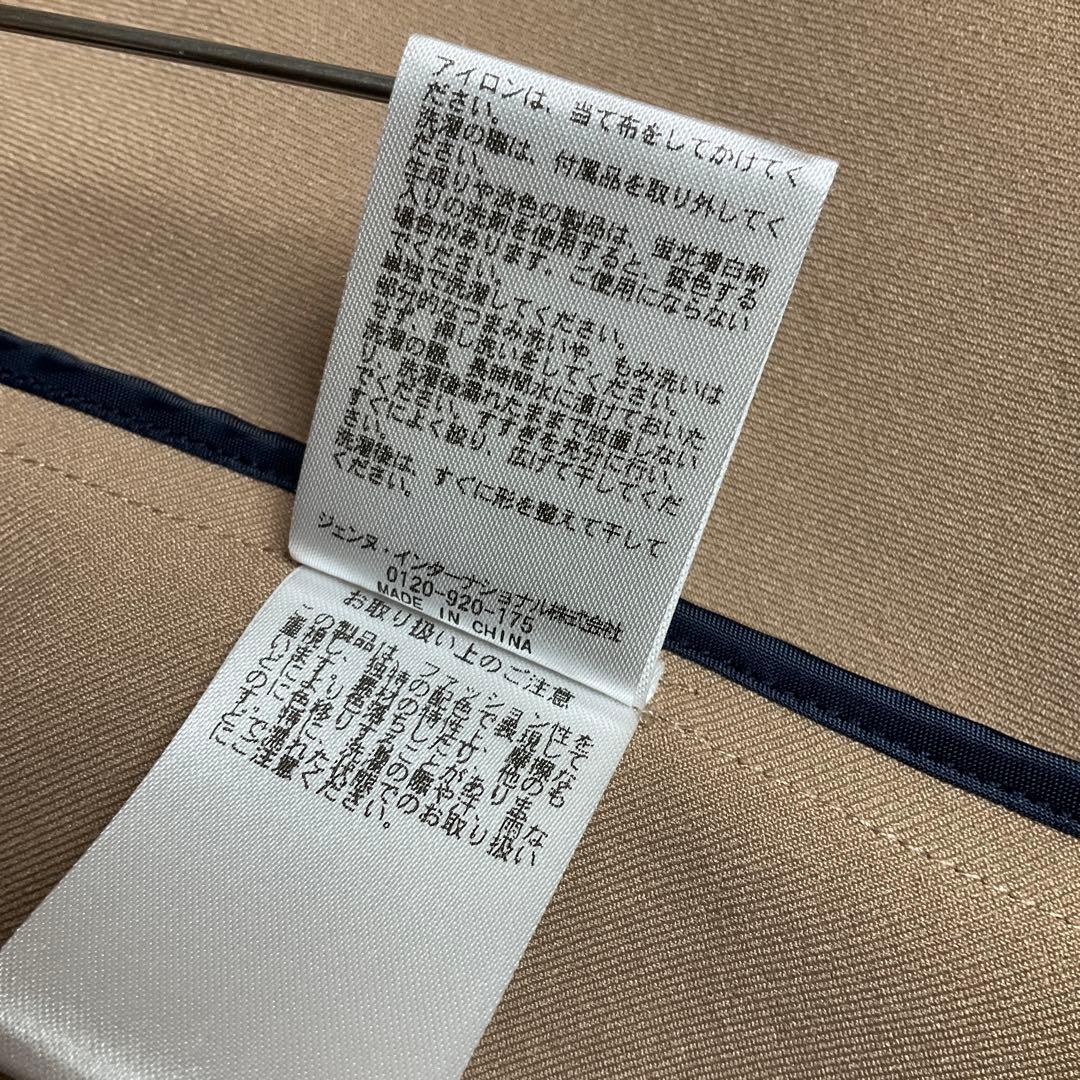 アイロンは、当て布をしてかけてく
ださい。
洗濯の際は、付属品を取り外してく
ださい。
生成りや淡色の製品は、蛍光増白剤
入りの洗剤を使用すると、変色する
場合があります。ご使用にならない
でください。
単独で洗濯してください。
部分的なつまみ洗いや、もみ洗いは
せず、押し洗いをしてください。
洗濯の際、長時間水に漬けておいた
り、洗濯後濡れたままで放置しない
でください。すすぎを充分に行い、
すぐによく絞り、広げて干してくだ
さい。
洗濯後は、すぐに形を整えて干して
ください。
ジェンヌ・インターナショナル株式会社
0120-920-175
MADE IN CHINA
お取り扱い上のご注意
この製品は、ファッション性を
重視し、独特の配色で表現して
います。素材の特性上、摩擦な
どにより色移りしたり、他のも
のに色落ちすることがありま
す。着用の際や洗濯の際、雨な
どで濡れた状態でのお取り扱い
にご注意ください。